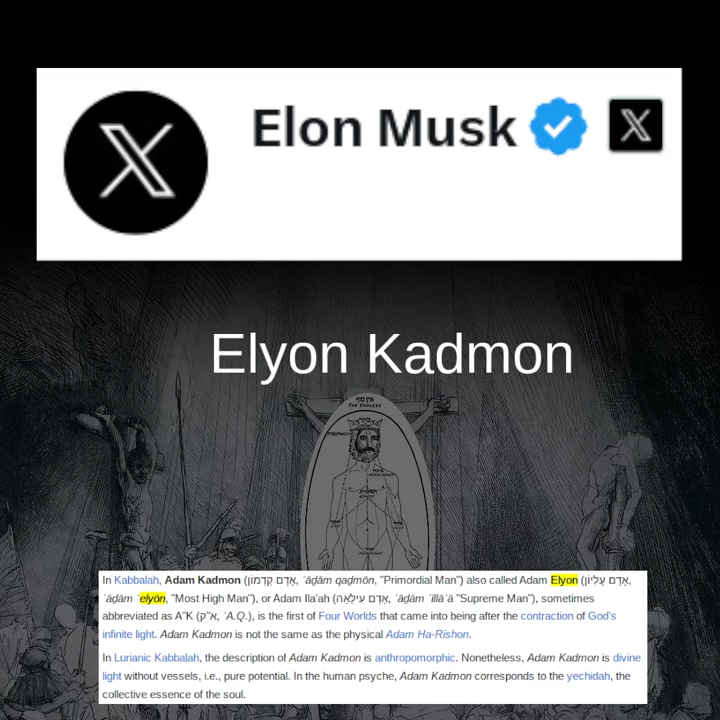 Elon Musk
Elyon Kadmon
אין סוף
THE ENDLESS
In Kabbalah, Adam Kadmon (אָדָם קַדְמוֹן, ʾāḏām qaḏmōn, "Primordial Man") also called Adam Elyon (אָדָם עֶלִיוֹן,
ʾāḏām ʿelyōn, "Most High Man"), or Adam Ila'ah (אָדָם עִילָּאָה, ʾāḏām ʿillāʾā "Supreme Man"), sometimes
abbreviated as A"K (א"ק, ʾA.Q.), is the first of Four Worlds that came into being after the contraction of God's
infinite light. Adam Kadmon is not the same as the physical Adam Ha-Rishon.
In Lurianic Kabbalah, the description of Adam Kadmon is anthropomorphic. Nonetheless, Adam Kadmon is divine
light without vessels, i.e., pure potential. In the human psyche, Adam Kadmon corresponds to the yechidah, the
collective essence of the soul.